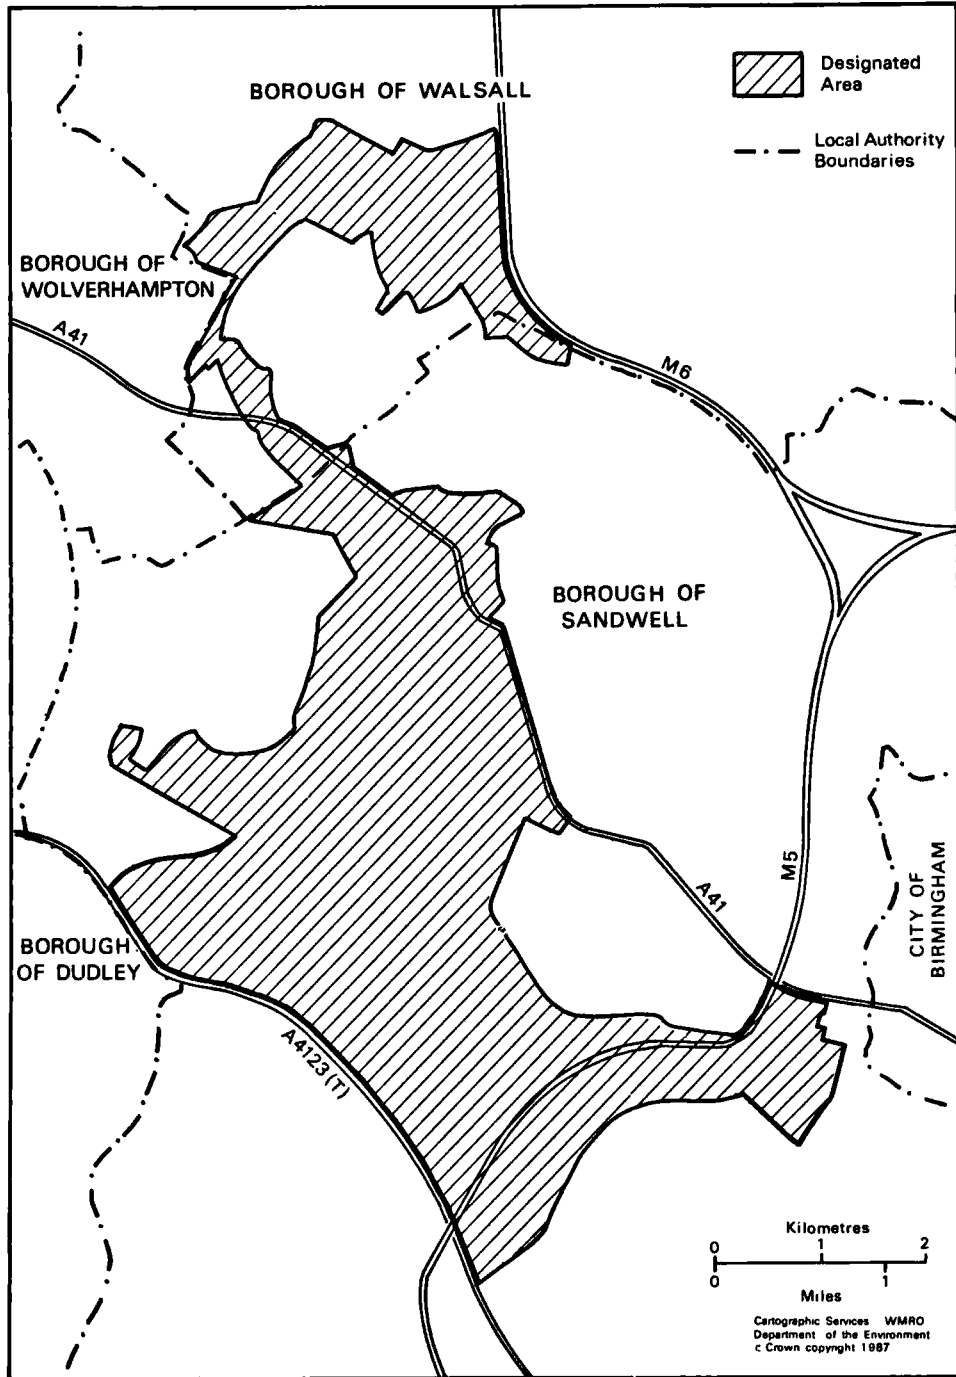 Designated
Area
BOROUGH OF WALSALL
Local Authority
Boundaries
BOROUGH OF
WOLVERHAMPTON
A41
M6
BOROUGH OF
SANDWELL
M5
A41
CITY OF
BIRMINGHAM
BOROUGH
OF DUDLEY
A4123(T)
Kilometres
0 1 2
0 1
Miles
Cartographic Services WMRO
Department of the Environment
c Crown copyright 1987